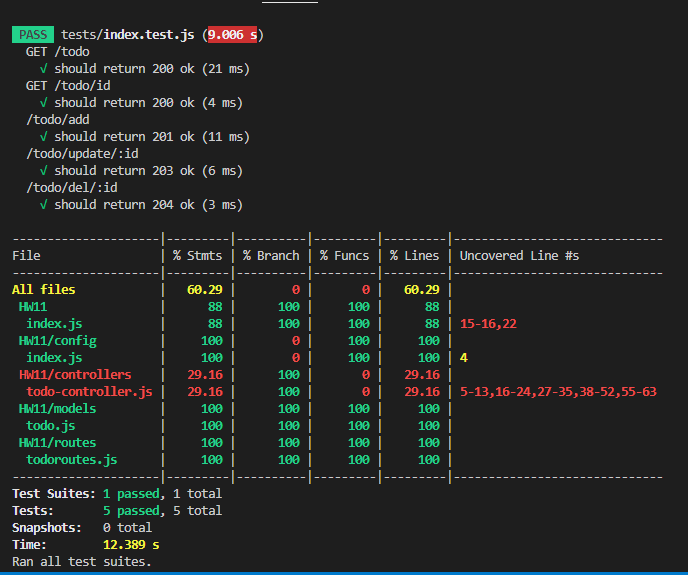 PASS tests/index.test.js (9.006 s)
GET /todo
√ should return 200 ok (21 ms)
GET /todo/id
√ should return 200 ok (4 ms)
/todo/add
√ should return 201 ok (11 ms)
/todo/update/:id
√ should return 203 ok (6 ms)
/todo/del/:id
√ should return 204 ok (3 ms)
---------------------|---------|----------|---------|---------|------------------------------
File | % Stmts | % Branch | % Funcs | % Lines | Uncovered Line #s
---------------------|---------|----------|---------|---------|------------------------------
All files | 60.29 | 0 | 0 | 60.29 |
HW11 | 88 | 100 | 100 | 88 |
index.js | 88 | 100 | 100 | 88 | 15-16,22
HW11/config | 100 | 0 | 100 | 100 |
index.js | 100 | 0 | 100 | 100 | 4
HW11/controllers | 29.16 | 100 | 0 | 29.16 |
todo-controller.js | 29.16 | 100 | 0 | 29.16 | 5-13,16-24,27-35,38-52,55-63
HW11/models | 100 | 100 | 100 | 100 |
todo.js | 100 | 100 | 100 | 100 |
HW11/routes | 100 | 100 | 100 | 100 |
todoroutes.js | 100 | 100 | 100 | 100 |
---------------------|---------|----------|---------|---------|------------------------------
Test Suites: 1 passed, 1 total
Tests: 5 passed, 5 total
Snapshots: 0 total
Time: 12.389 s
Ran all test suites.